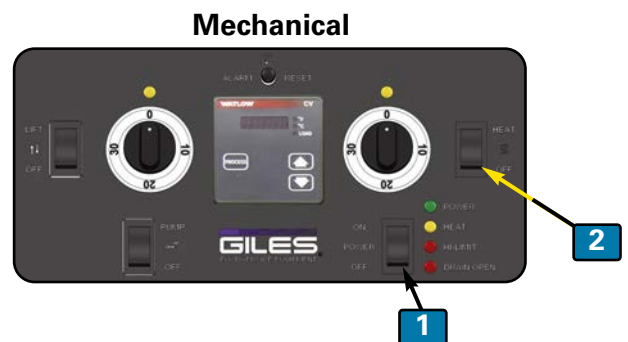 Mechanical
ALARM RESET
WATLOW CV
°F
°C
LOAD
LIFT
OFF
0
10
20
30
0
10
20
30
HEAT
OFF
PROCESS
PUMP
OFF
GILES
ON
POWER
OFF
POWER
HEAT
HI-LIMIT
DRAIN OPEN
2
1